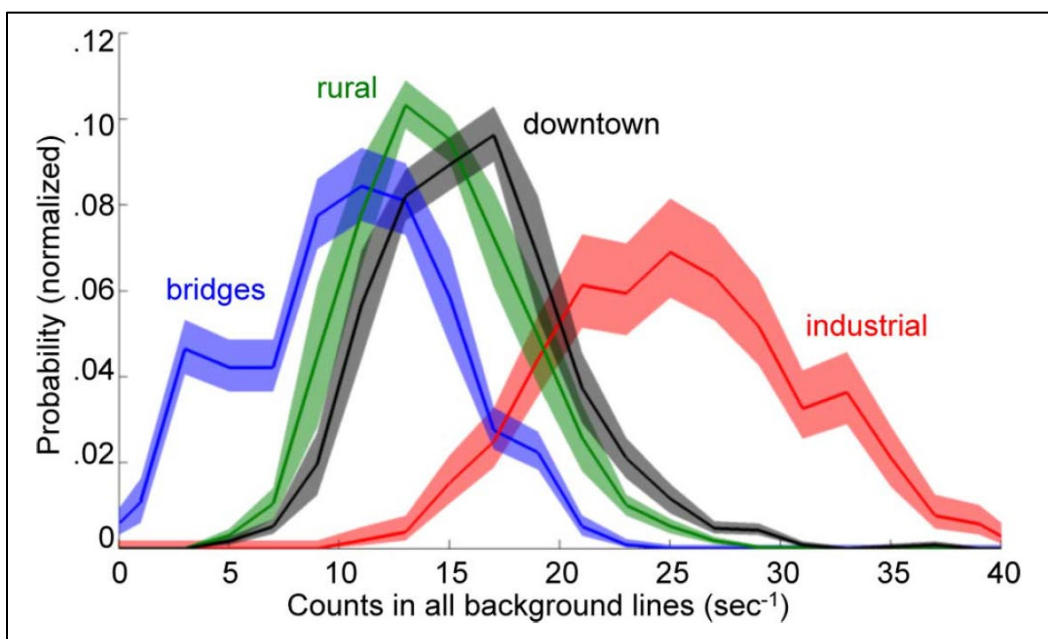 .12
.10
.08
.06
.04
.02
0
Probability (normalized)
rural
downtown
bridges
industrial
0 5 10 15 20 25 30 35 40
Counts in all background lines (sec⁻¹)